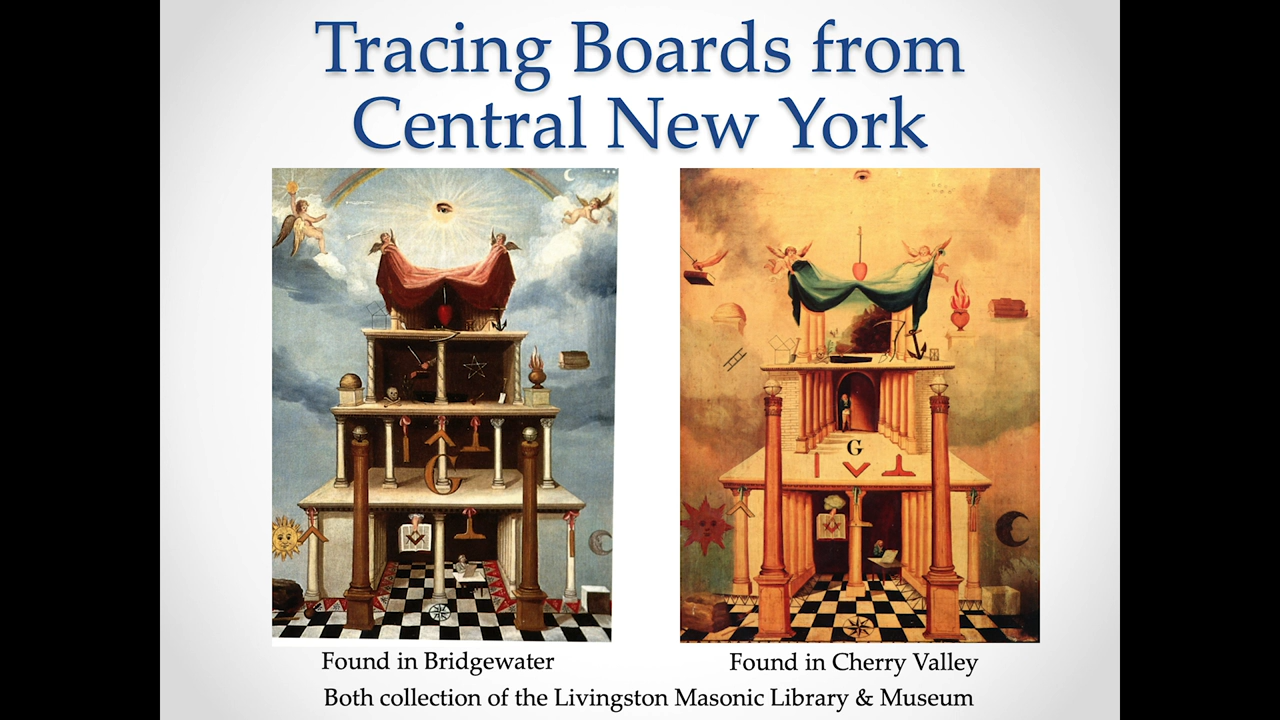 Tracing Boards from
Central New York
G
G
Found in Bridgewater
Found in Cherry Valley
Both collection of the Livingston Masonic Library & Museum